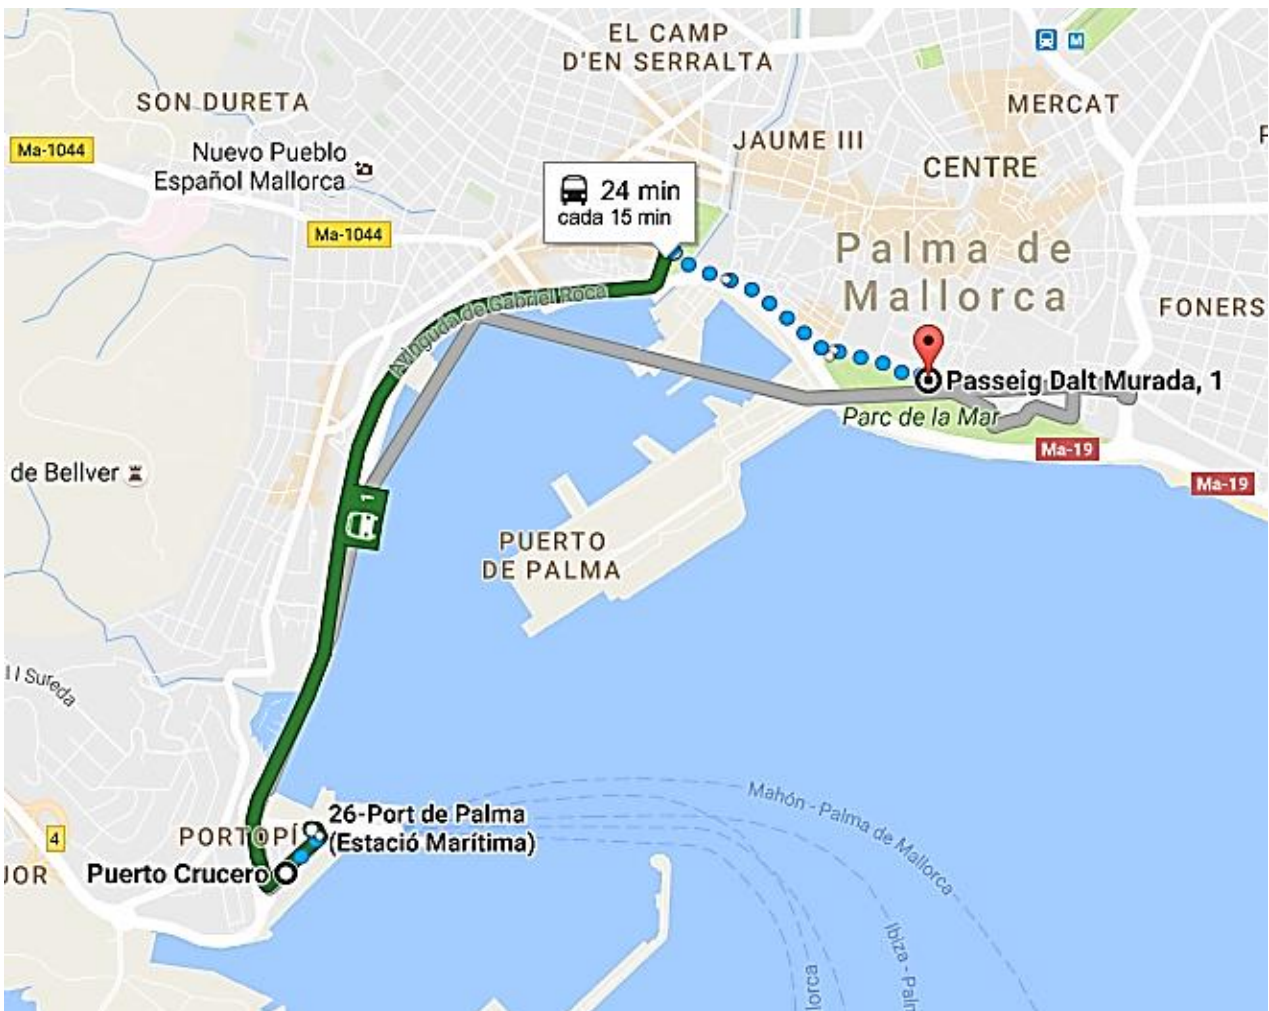 EL CAMP
D'EN SERRALTA
SON DURETA
M
MERCAT
Ma-1044
Nuevo Pueblo
Español Mallorca
JAUME III
CENTRE
24 min
cada 15 min
Ma-1044
Palma de
Mallorca
FONERS
Avinguda de Gabriel Roca
Passeig Dalt Murada, 1
Parc de la Mar
Ma-19
Ma-19
de Bellver
1
PUERTO
DE PALMA
Sureda
Mahón - Palma de Mallorca
26-Port de Palma
(Estació Marítima)
4
PORTOPÍ
Puerto Crucero
JOR
Ibiza - Palm
lorca